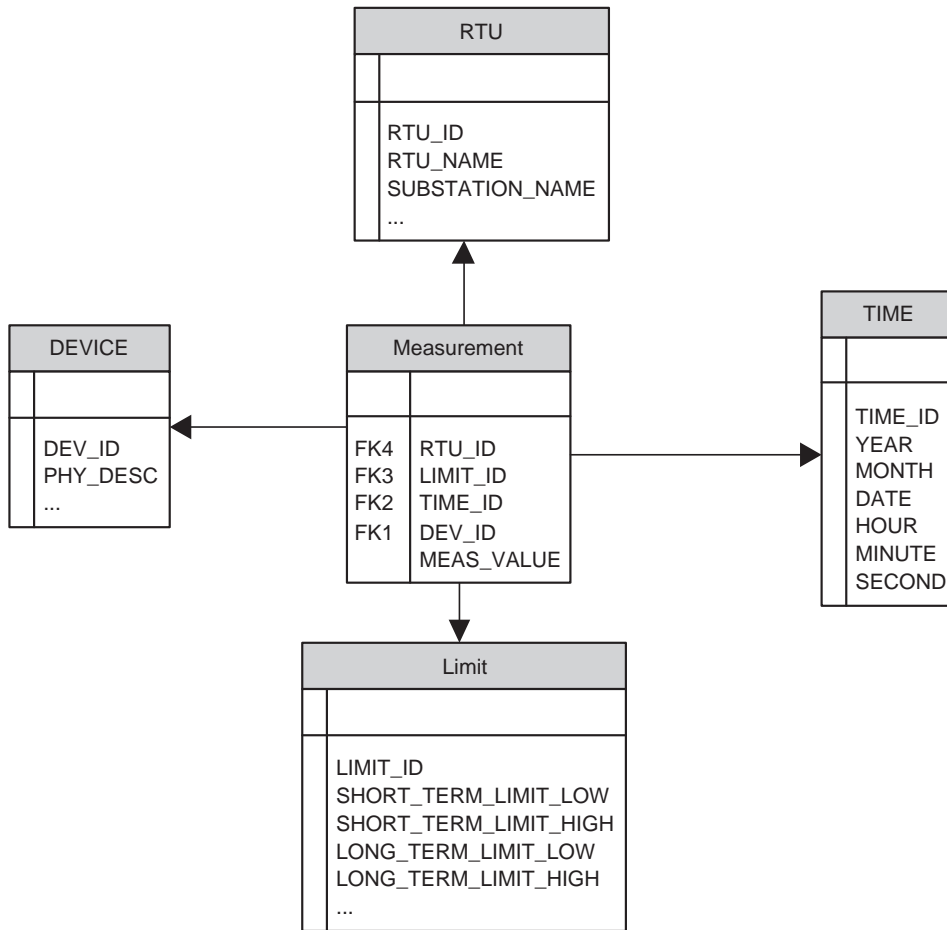 RTU
RTU_ID
RTU_NAME
SUBSTATION_NAME
...
DEVICE
DEV_ID
PHY_DESC
...
Measurement
FK4 RTU_ID
FK3 LIMIT_ID
FK2 TIME_ID
FK1 DEV_ID
MEAS_VALUE
TIME
TIME_ID
YEAR
MONTH
DATE
HOUR
MINUTE
SECOND
Limit
LIMIT_ID
SHORT_TERM_LIMIT_LOW
SHORT_TERM_LIMIT_HIGH
LONG_TERM_LIMIT_LOW
LONG_TERM_LIMIT_HIGH
...